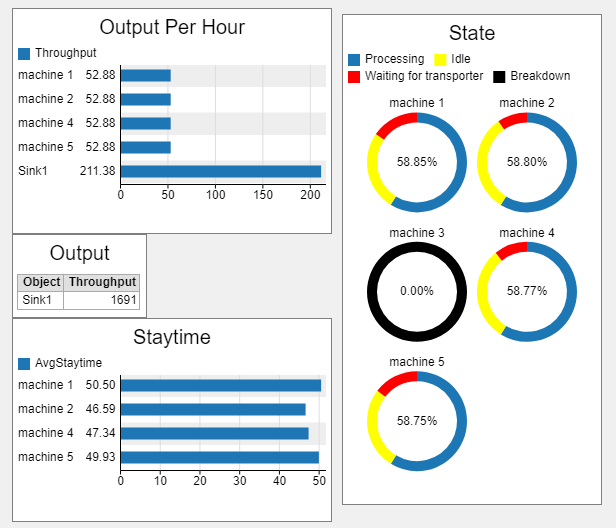 Output Per Hour
Throughput
machine 1 52.88
machine 2 52.88
machine 4 52.88
machine 5 52.88
Sink1 211.38
0 50 100 150 200
Output
Object Throughput
Sink1 1691
Staytime
AvgStaytime
machine 1 50.50
machine 2 46.59
machine 4 47.34
machine 5 49.93
0 10 20 30 40 50
State
Processing Idle
Waiting for transporter Breakdown
machine 1 machine 2
58.85% 58.80%
machine 3 machine 4
0.00% 58.77%
machine 5
58.75%